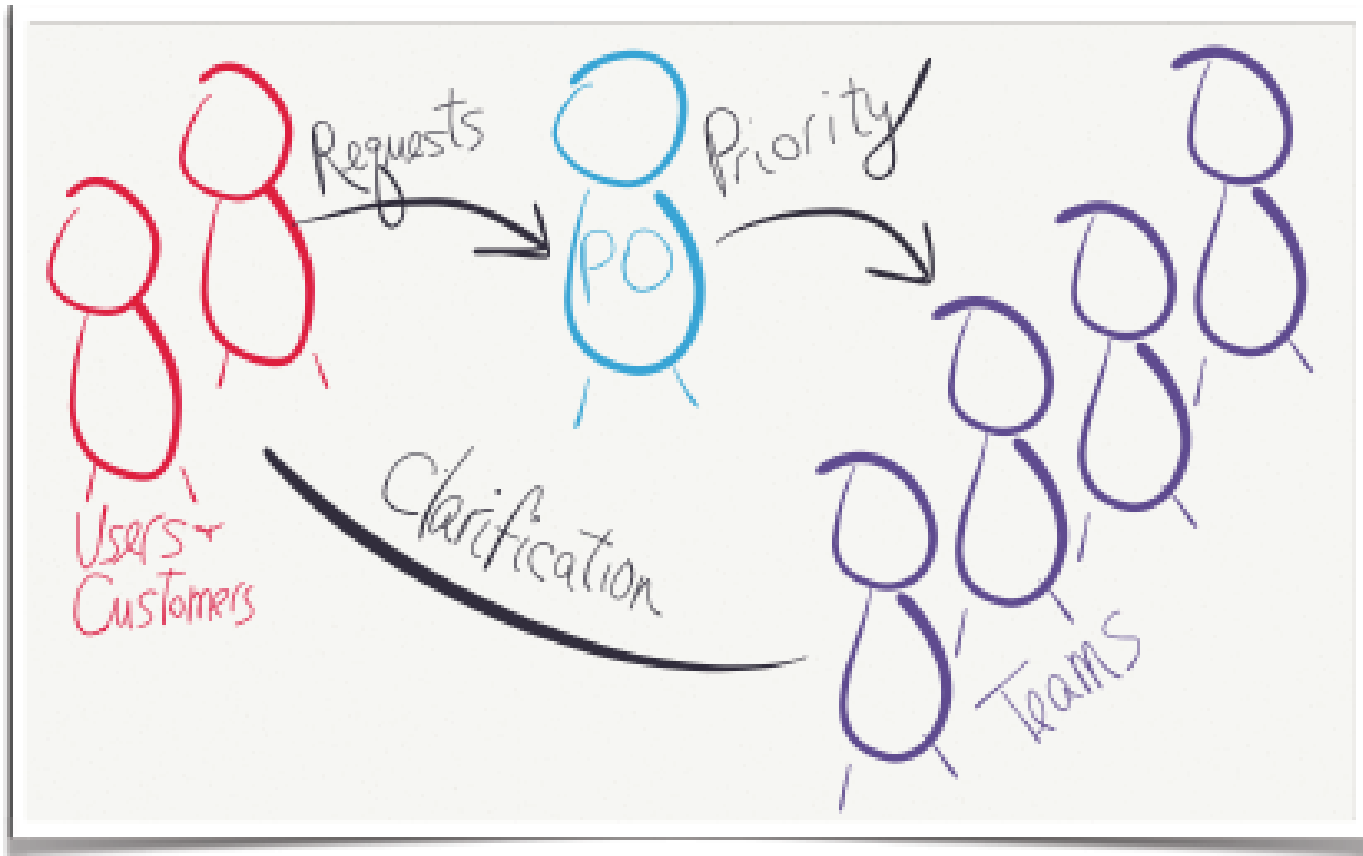 Requests
Priority
PO
Clarification
Users +
Customers
Teams